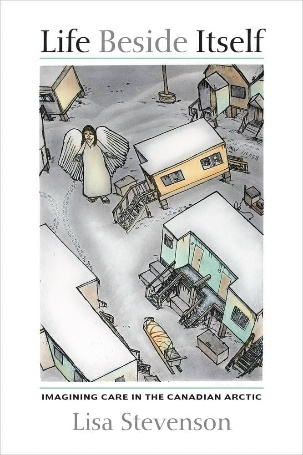 Life Beside Itself
IMAGINING CARE IN THE CANADIAN ARCTIC
Lisa Stevenson